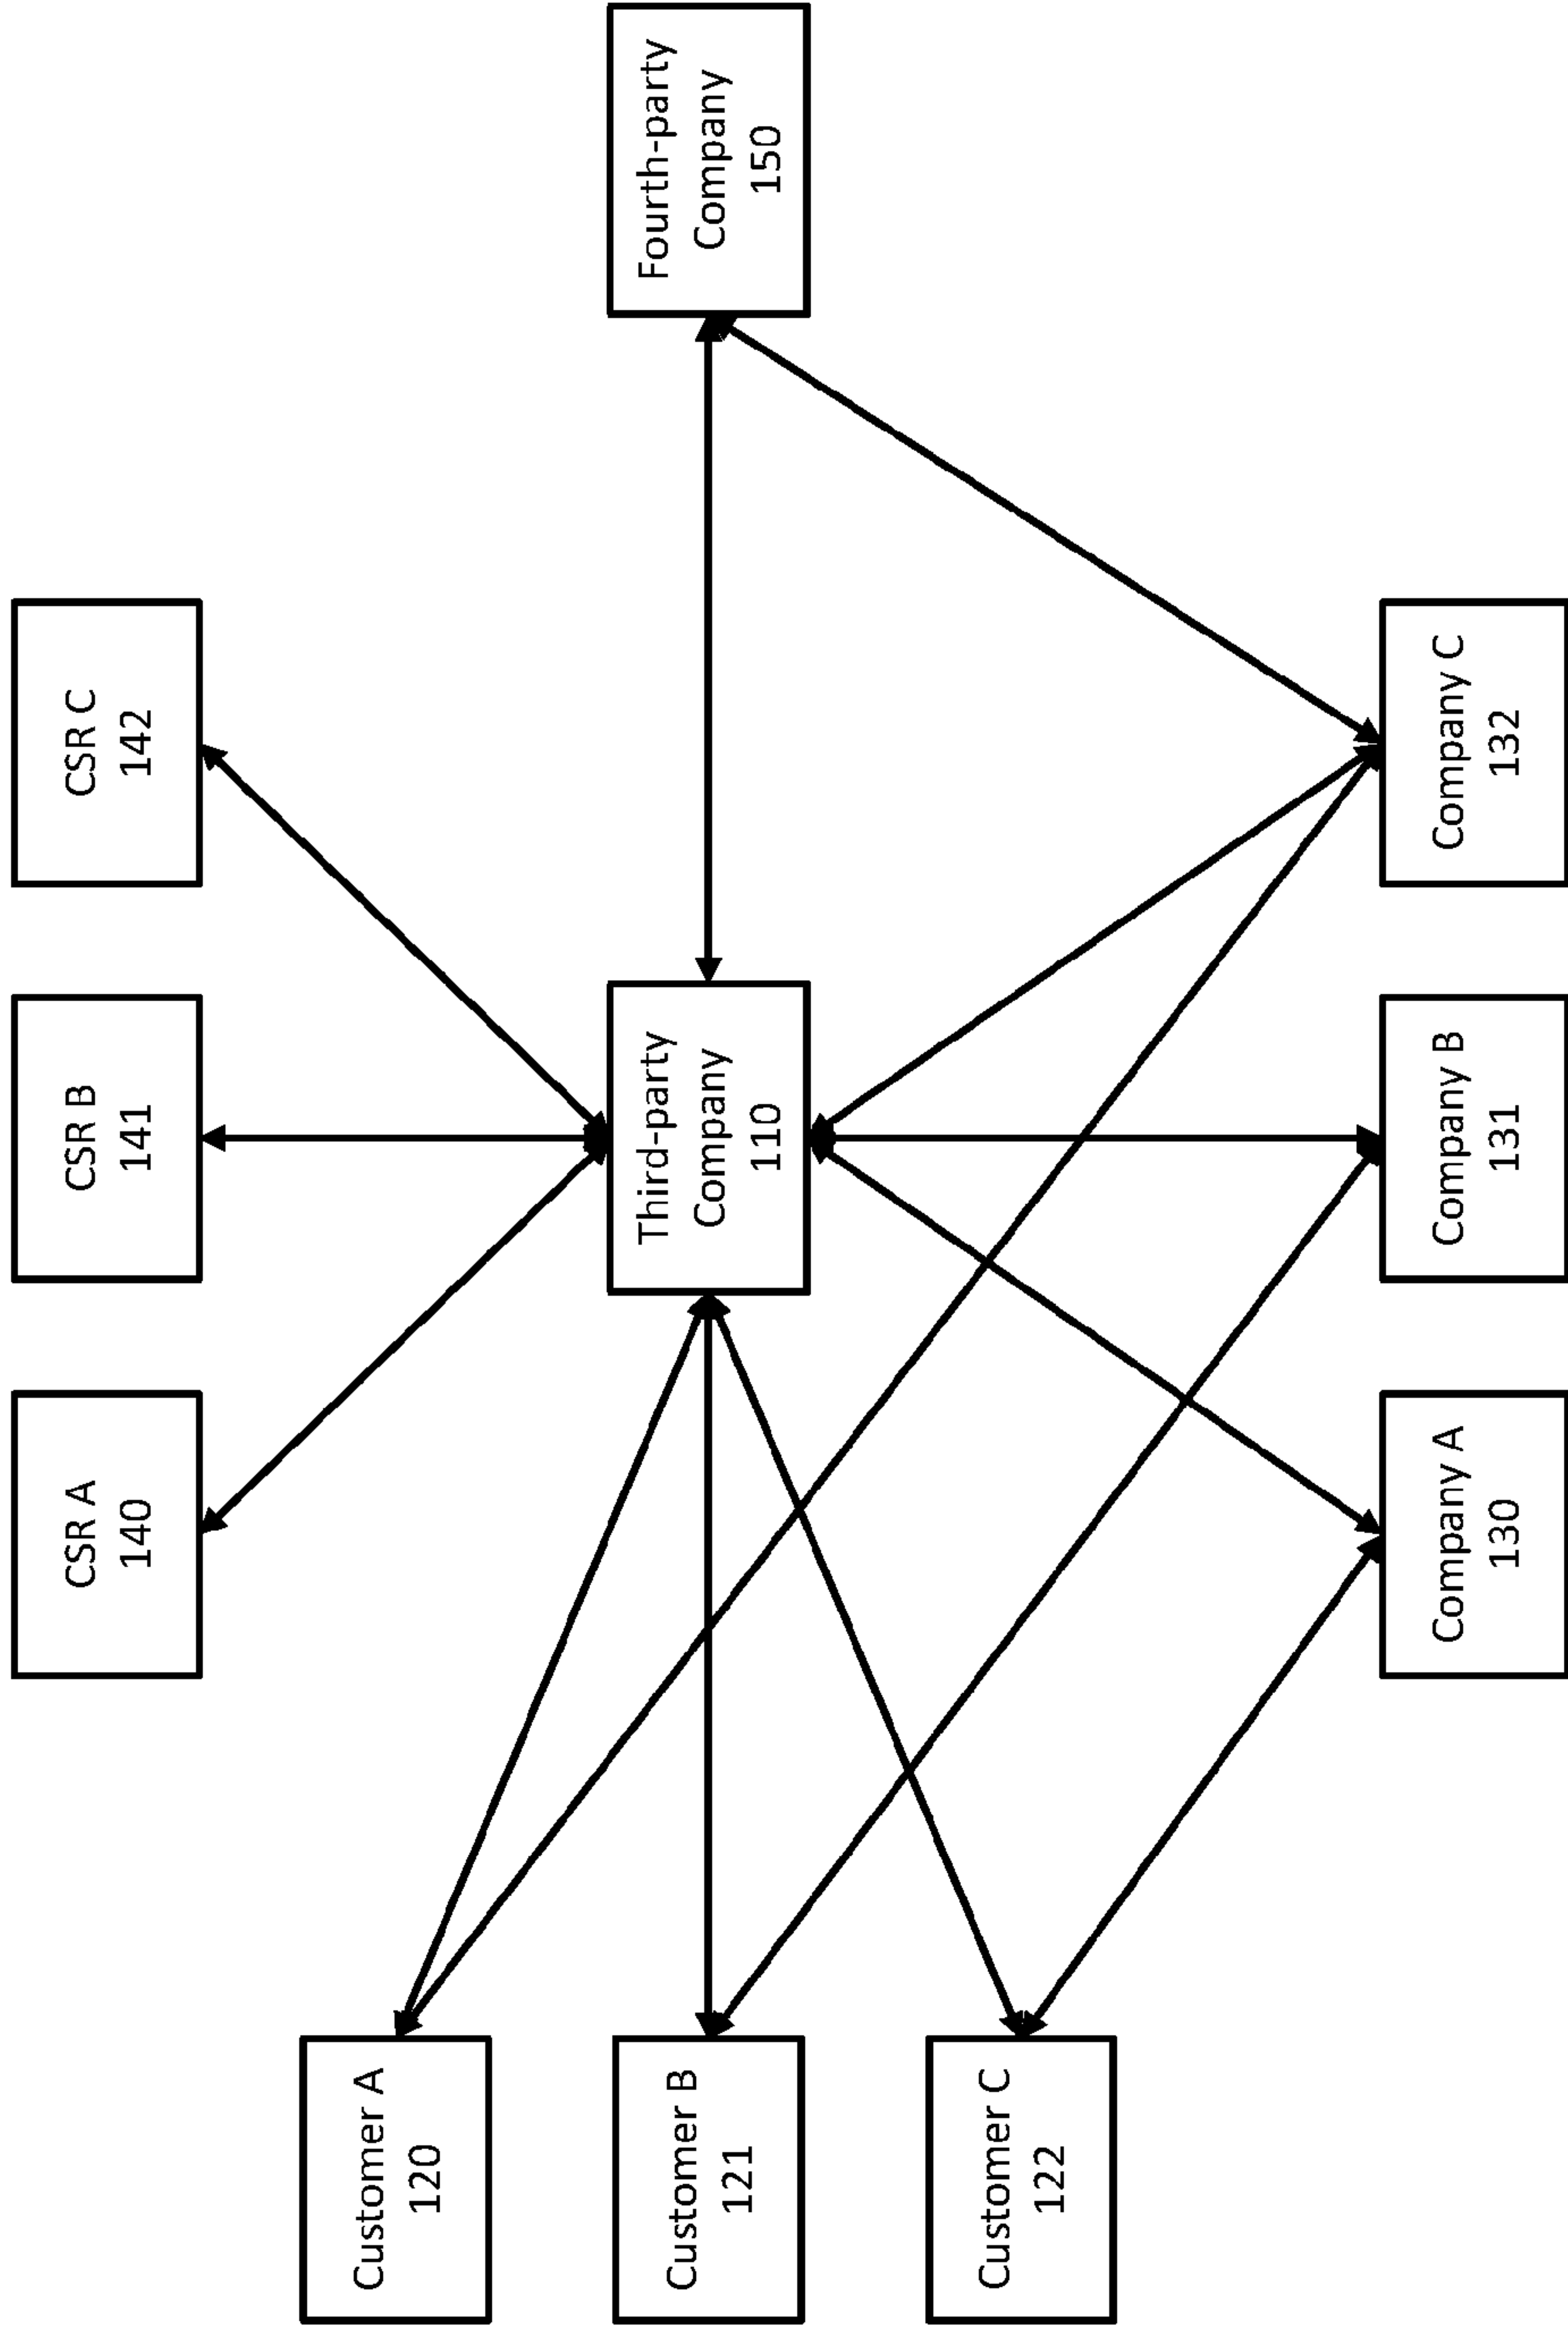 CSR A
140
CSR B
141
CSR C
142
Customer A
120
Customer B
121
Customer C
122
Third-party
Company
110
Fourth-party
Company
150
Company A
130
Company B
131
Company C
132